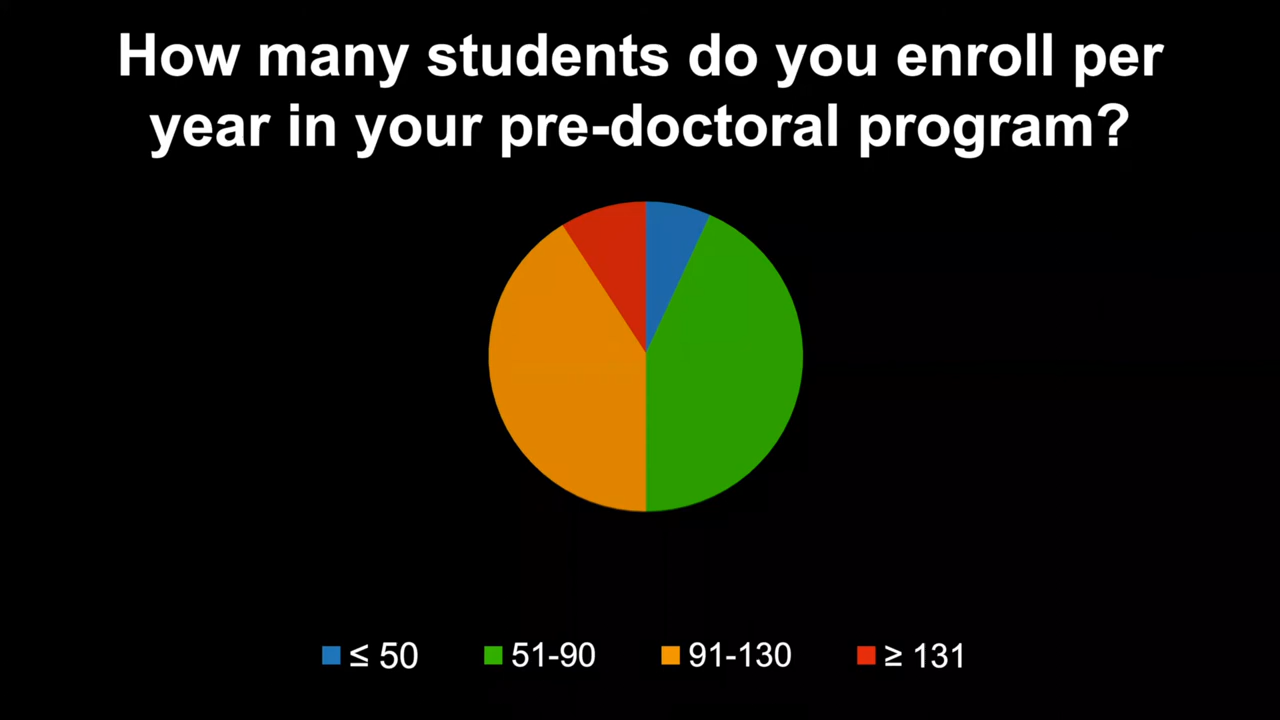 How many students do you enroll per
year in your pre-doctoral program?
≤ 50
51-90
91-130
≥ 131